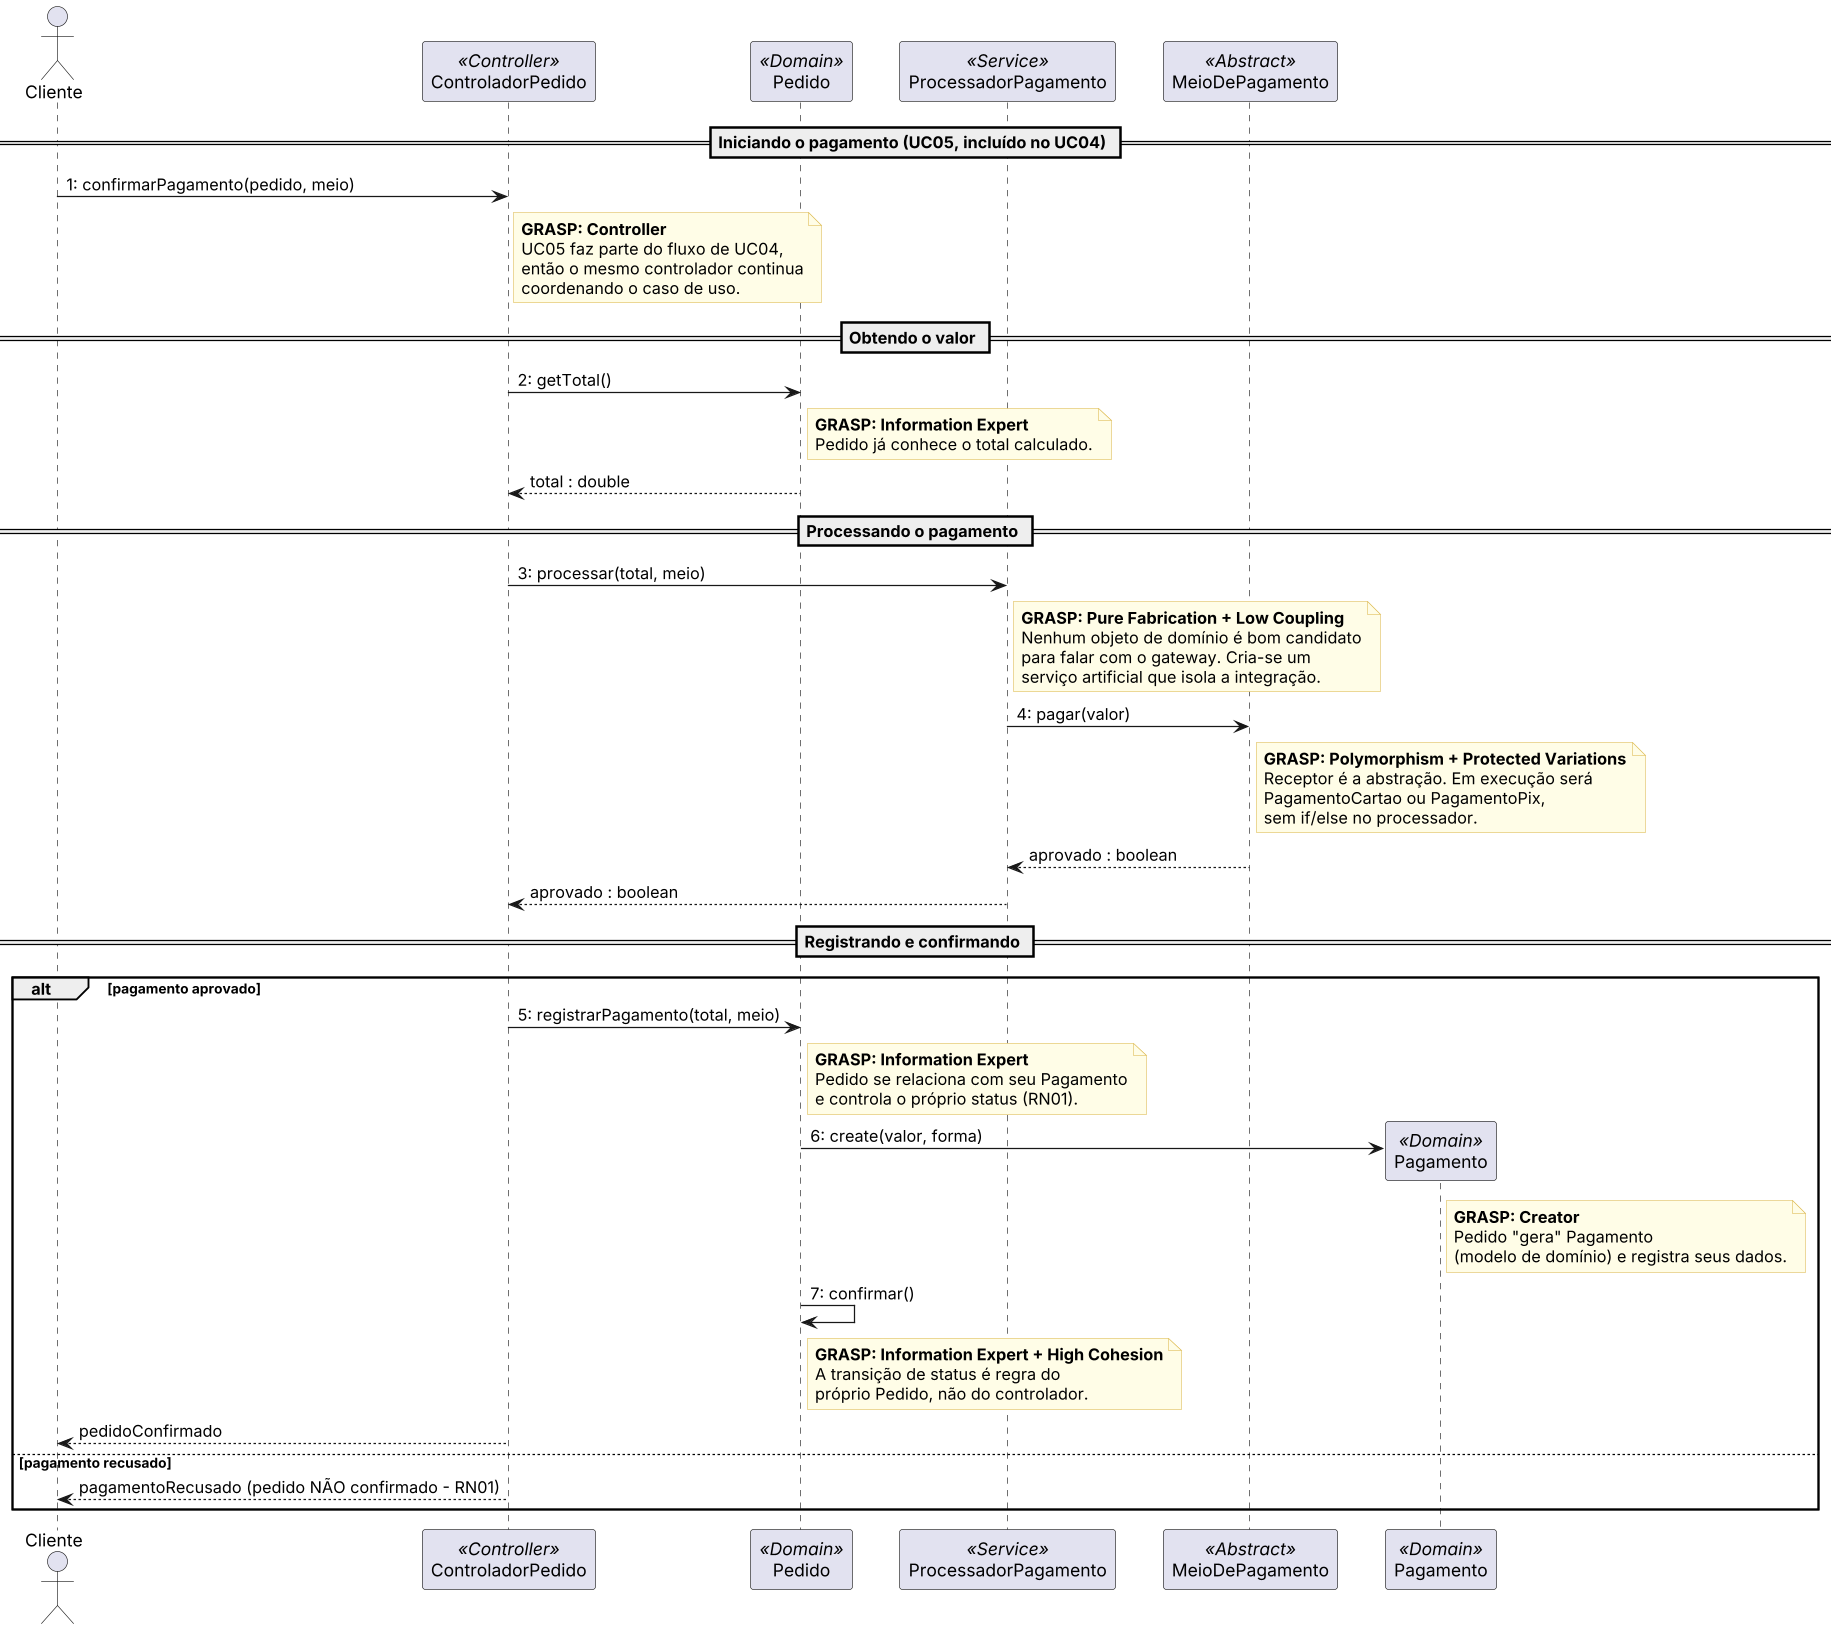 Cliente
«Controller»
ControladorPedido
«Domain»
Pedido
«Service»
ProcessadorPagamento
«Abstract»
MeioDePagamento
Iniciando o pagamento (UC05, incluído no UC04)
1: confirmarPagamento(pedido, meio)
GRASP: Controller
UC05 faz parte do fluxo de UC04,
então o mesmo controlador continua
coordenando o caso de uso.
Obtendo o valor
2: getTotal()
GRASP: Information Expert
Pedido já conhece o total calculado.
total : double
Processando o pagamento
3: processar(total, meio)
GRASP: Pure Fabrication + Low Coupling
Nenhum objeto de domínio é bom candidato
para falar com o gateway. Cria-se um
serviço artificial que isola a integração.
4: pagar(valor)
GRASP: Polymorphism + Protected Variations
Receptor é a abstração. Em execução será
PagamentoCartao ou PagamentoPix,
sem if/else no processador.
aprovado : boolean
aprovado : boolean
Registrando e confirmando
alt [pagamento aprovado]
5: registrarPagamento(total, meio)
GRASP: Information Expert
Pedido se relaciona com seu Pagamento
e controla o próprio status (RN01).
6: create(valor, forma)
«Domain»
Pagamento
GRASP: Creator
Pedido "gera" Pagamento
(modelo de domínio) e registra seus dados.
7: confirmar()
GRASP: Information Expert + High Cohesion
A transição de status é regra do
próprio Pedido, não do controlador.
pedidoConfirmado
[pagamento recusado]
pagamentoRecusado (pedido NÃO confirmado - RN01)
Cliente
«Controller»
ControladorPedido
«Domain»
Pedido
«Service»
ProcessadorPagamento
«Abstract»
MeioDePagamento
«Domain»
Pagamento